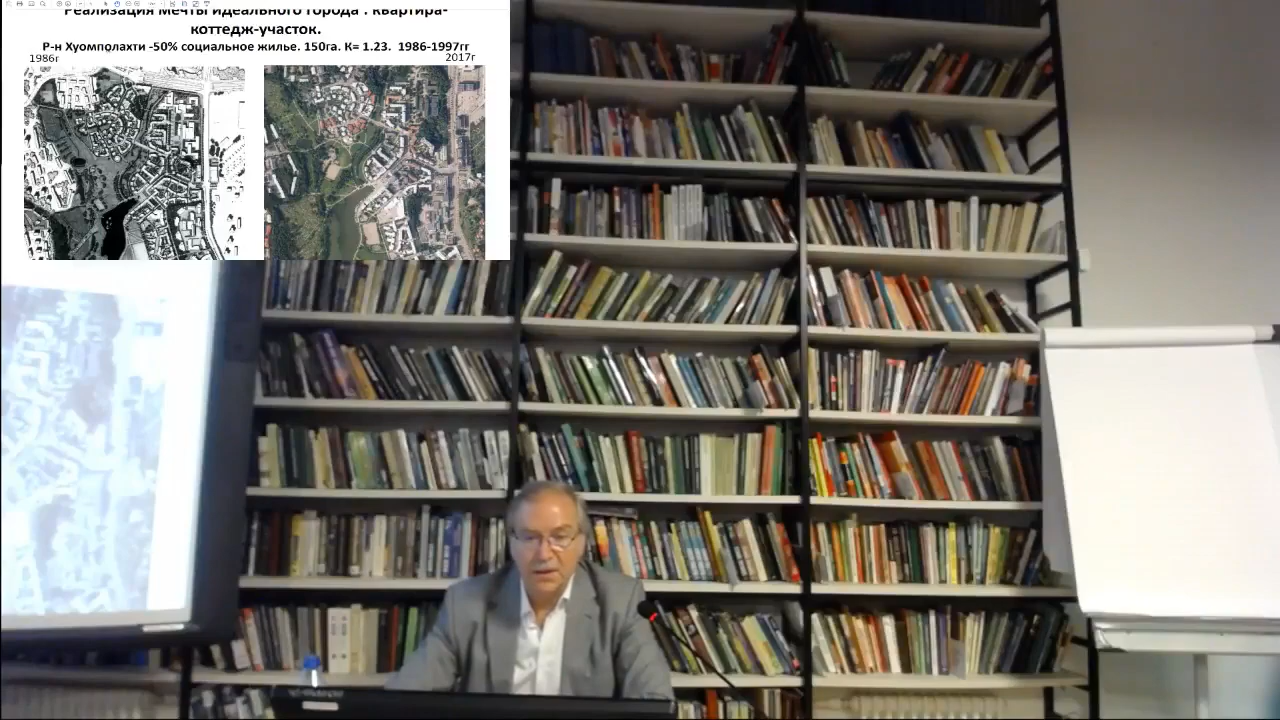 Реализация мечты идеального города : квартира-
коттедж-участок.
Р-н Хуомполахти -50% социальное жилье. 150га. К= 1.23. 1986-1997гг
1986г
2017г